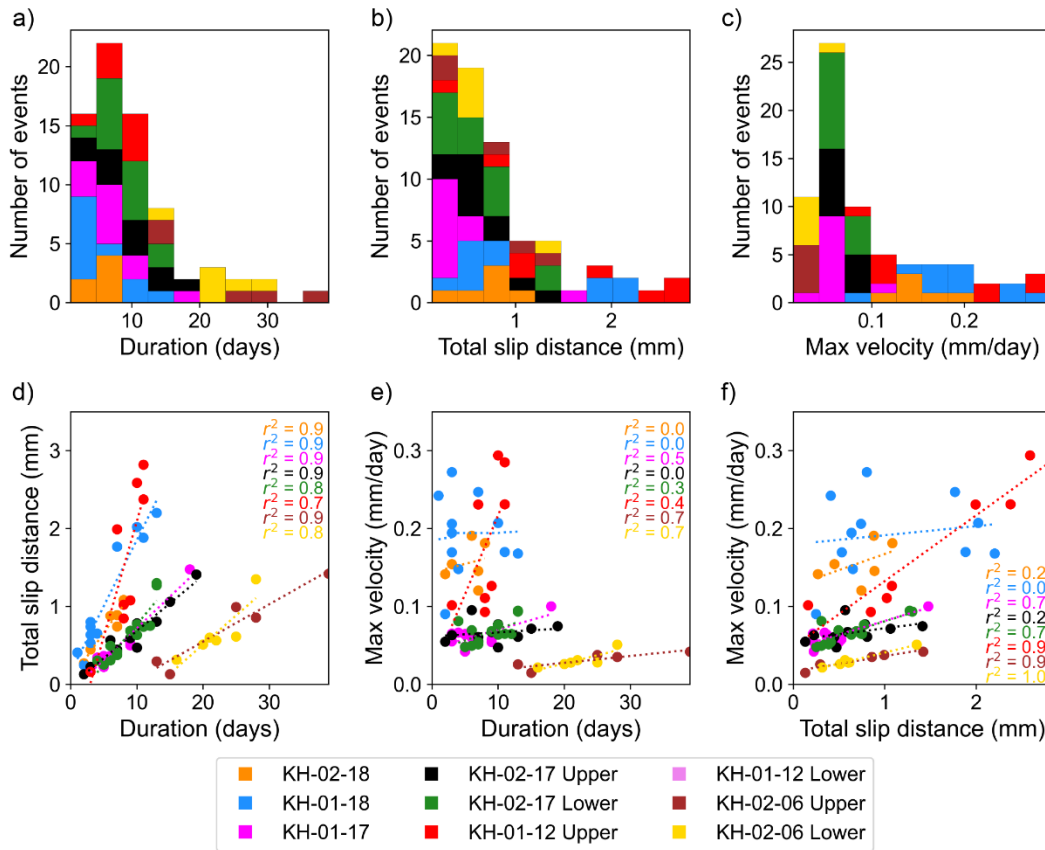 a)
b)
c)
Number of events
20
15
10
5
0
10
20
30
Duration (days)
Number of events
20
15
10
5
0
1
2
Total slip distance (mm)
Number of events
25
20
15
10
5
0
0.1
0.2
Max velocity (mm/day)
d)
e)
f)
Total slip distance (mm)
3
2
1
0
0
10
20
30
Duration (days)
r² = 0.9
r² = 0.9
r² = 0.9
r² = 0.9
r² = 0.8
r² = 0.7
r² = 0.9
r² = 0.8
Max velocity (mm/day)
0.3
0.2
0.1
0.0
0
10
20
30
Duration (days)
r² = 0.0
r² = 0.0
r² = 0.5
r² = 0.0
r² = 0.3
r² = 0.4
r² = 0.7
r² = 0.7
Max velocity (mm/day)
0.3
0.2
0.1
0.0
0
1
2
Total slip distance (mm)
r² = 0.2
r² = 0.0
r² = 0.7
r² = 0.2
r² = 0.7
r² = 0.9
r² = 0.9
r² = 1.0
KH-02-18
KH-01-18
KH-01-17
KH-02-17 Upper
KH-02-17 Lower
KH-01-12 Upper
KH-01-12 Lower
KH-02-06 Upper
KH-02-06 Lower